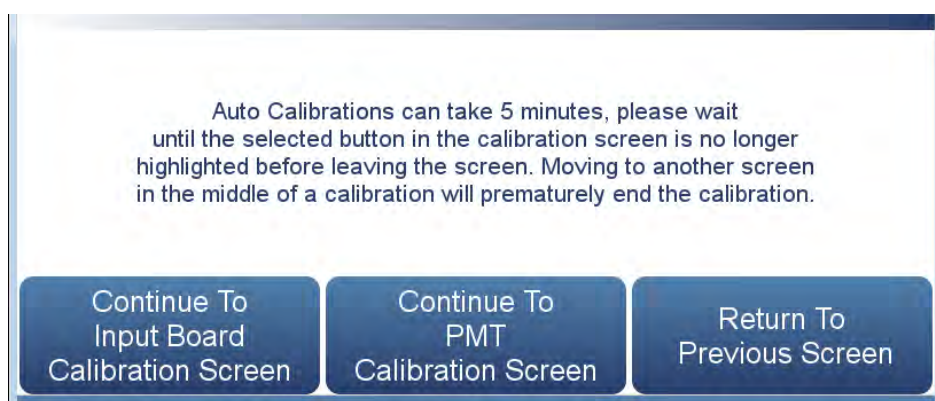 Auto Calibrations can take 5 minutes, please wait
until the selected button in the calibration screen is no longer
highlighted before leaving the screen. Moving to another screen
in the middle of a calibration will prematurely end the calibration.
Continue To
Input Board
Calibration Screen
Continue To
PMT
Calibration Screen
Return To
Previous Screen